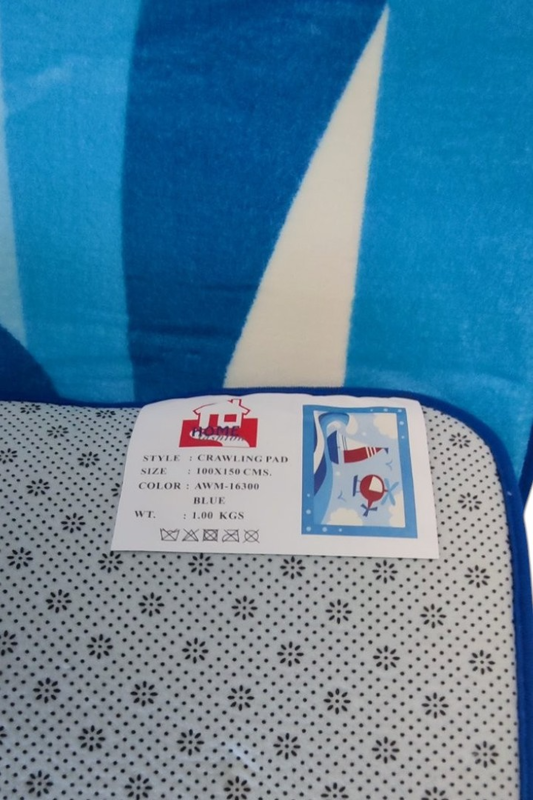 HOME
STYLE : CRAWLING PAD
SIZE : 100X150 CMS.
COLOR : AWM-16300
BLUE
WT. : 1.00 KGS